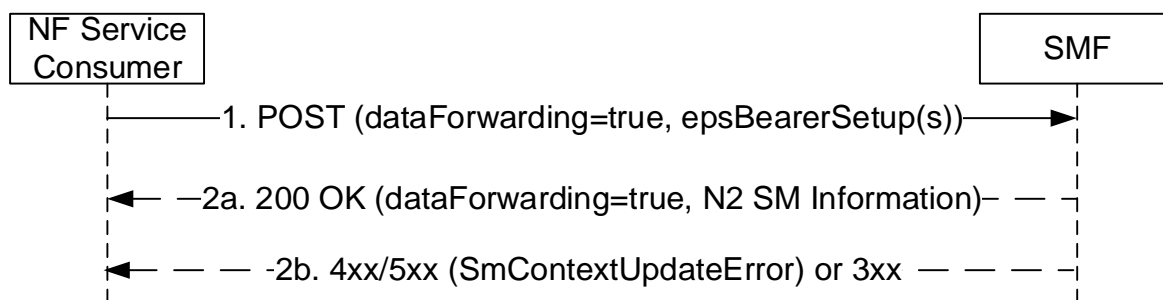 NF Service
Consumer
SMF
1. POST (dataForwarding=true, epsBearerSetup(s))
2a. 200 OK (dataForwarding=true, N2 SM Information)
2b. 4xx/5xx (SmContextUpdateError) or 3xx